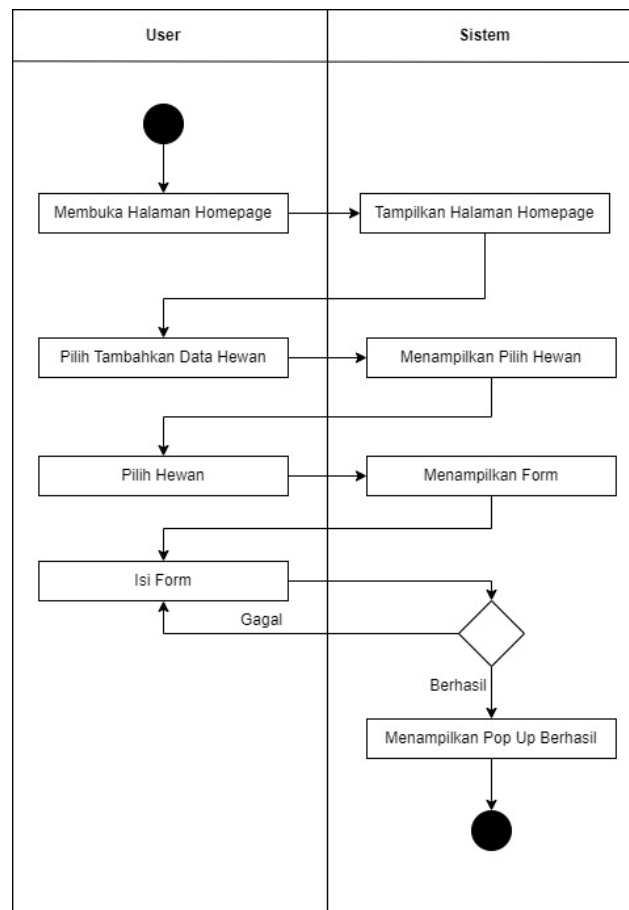 User
Sistem
Membuka Halaman Homepage
Tampilkan Halaman Homepage
Pilih Tambahkan Data Hewan
Menampilkan Pilih Hewan
Pilih Hewan
Menampilkan Form
Isi Form
Gagal
Berhasil
Menampilkan Pop Up Berhasil